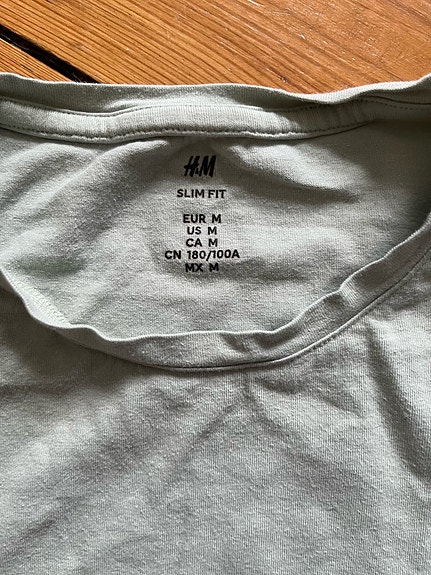 H&M
SLIM FIT
EUR M
US M
CA M
CN 180/100A
MX M